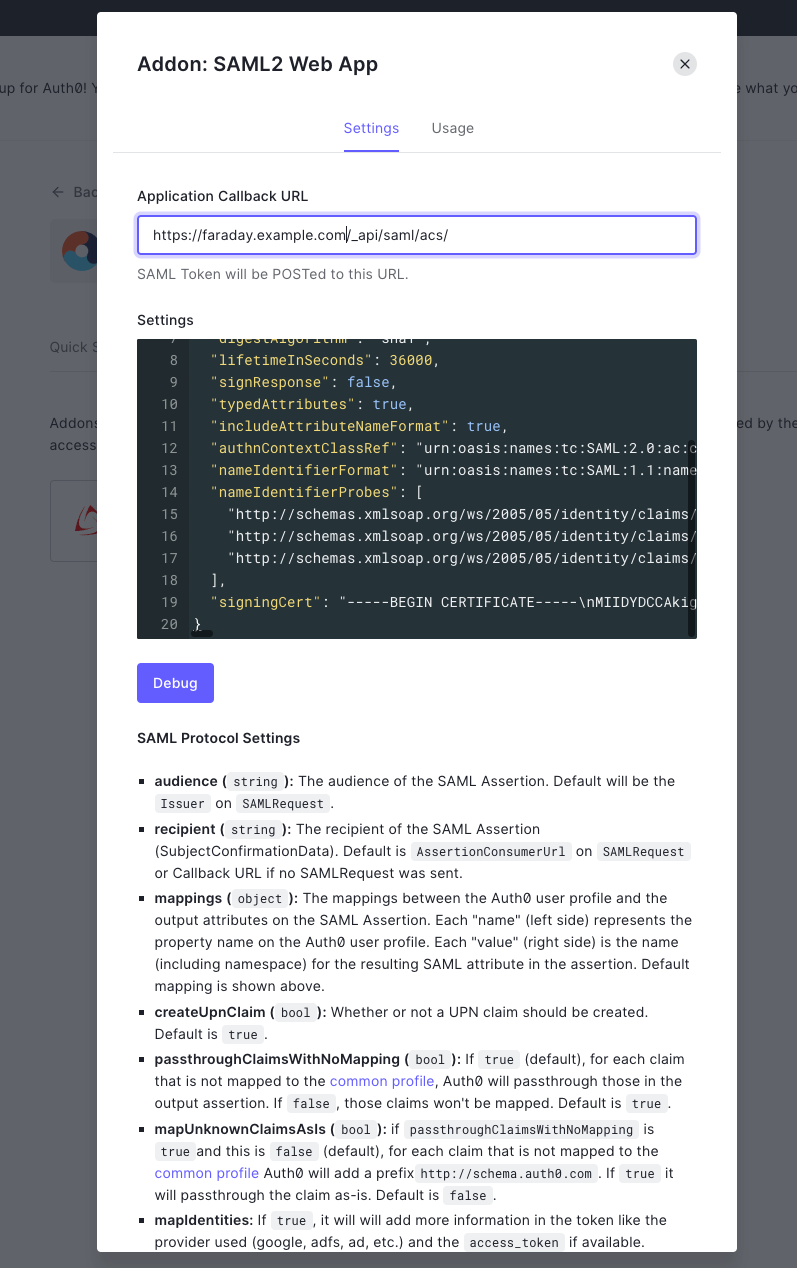 Addon: SAML2 Web App
up for Auth0!
what yo
Settings Usage
Bac
Application Callback URL
https://faraday.example.com/_api/saml/acs/
SAML Token will be POSTed to this URL.
Settings
Quick S
7 "digestAlgorithm": "sha1",
8 "lifetimeInSeconds": 36000,
9 "signResponse": false,
10 "typedAttributes": true,
11 "includeAttributeNameFormat": true,
12 "authnContextClassRef": "urn:oasis:names:tc:SAML:2.0:ac:c
13 "nameIdentifierFormat": "urn:oasis:names:tc:SAML:1.1:name
14 "nameIdentifierProbes": [
15 "http://schemas.xmlsoap.org/ws/2005/05/identity/claims/
16 "http://schemas.xmlsoap.org/ws/2005/05/identity/claims/
17 "http://schemas.xmlsoap.org/ws/2005/05/identity/claims/
18 ],
19 "signingCert": "-----BEGIN CERTIFICATE-----\nMIIDYDCCAkig
20 }
Addons
ed by the
access
Debug
SAML Protocol Settings
audience (string): The audience of the SAML Assertion. Default will be the
Issuer on SAMLRequest.
recipient (string): The recipient of the SAML Assertion
(SubjectConfirmationData). Default is AssertionConsumerUrl on SAMLRequest
or Callback URL if no SAMLRequest was sent.
mappings (object): The mappings between the Auth0 user profile and the
output attributes on the SAML Assertion. Each "name" (left side) represents the
property name on the Auth0 user profile. Each "value" (right side) is the name
(including namespace) for the resulting SAML attribute in the assertion. Default
mapping is shown above.
createUpnClaim (bool): Whether or not a UPN claim should be created.
Default is true.
passthroughClaimsWithNoMapping (bool): If true (default), for each claim
that is not mapped to the common profile, Auth0 will passthrough those in the
output assertion. If false, those claims won't be mapped. Default is true.
mapUnknownClaimsAsIs (bool): if passthroughClaimsWithNoMapping is
true and this is false (default), for each claim that is not mapped to the
common profile Auth0 will add a prefix http://schema.auth0.com. If true it
will passthrough the claim as-is. Default is false.
mapIdentities: If true, it will will add more information in the token like the
provider used (google, adfs, ad, etc.) and the access_token if available.